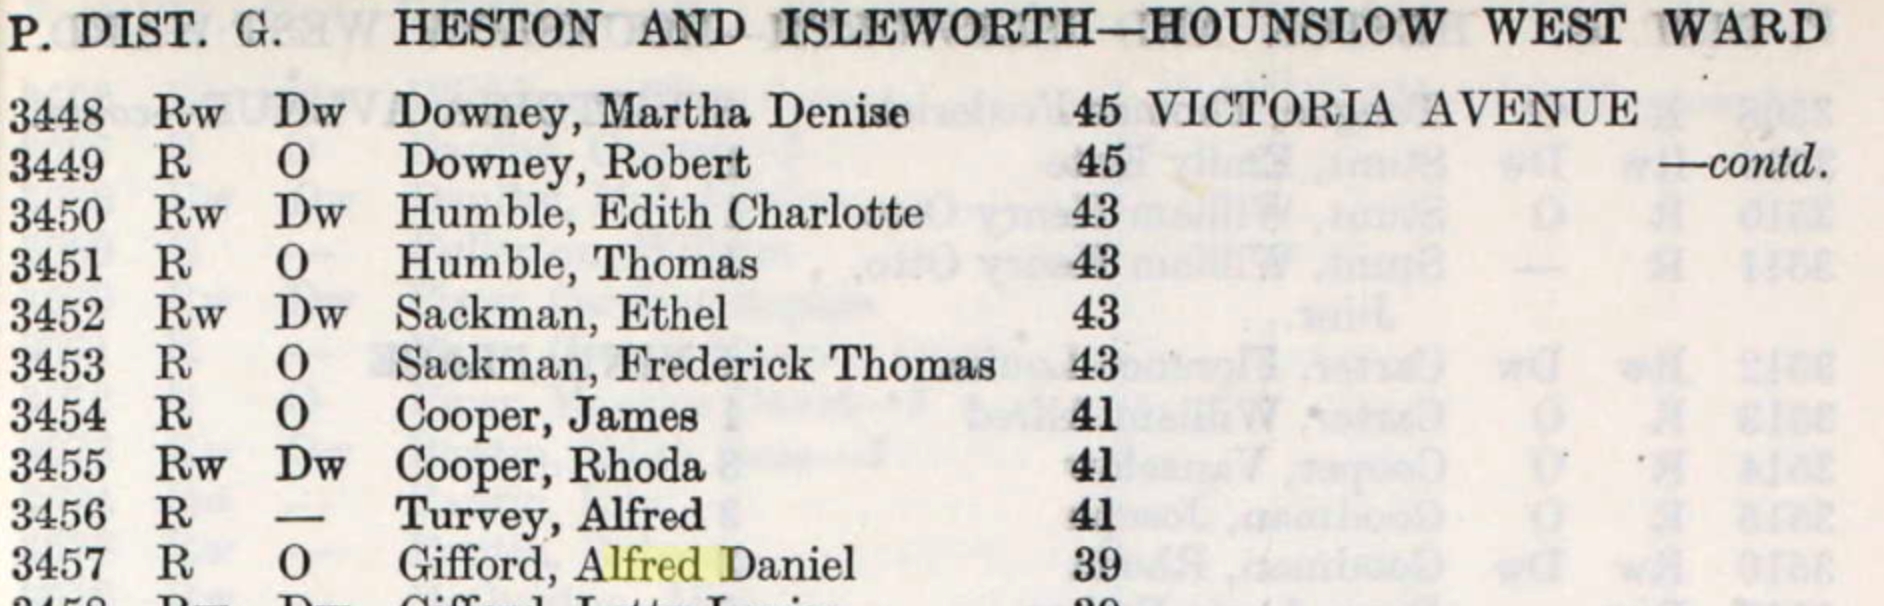 P. DIST. G. HESTON AND ISLEWORTH—HOUNSLOW WEST WARD
3448 Rw Dw Downey, Martha Denise 45 VICTORIA AVENUE
3449 R O Downey, Robert 45 —contd.
3450 Rw Dw Humble, Edith Charlotte 43
3451 R O Humble, Thomas 43
3452 Rw Dw Sackman, Ethel 43
3453 R O Sackman, Frederick Thomas 43
3454 R O Cooper, James 41
3455 Rw Dw Cooper, Rhoda 41
3456 R — Turvey, Alfred 41
3457 R O Gifford, Alfred Daniel 39